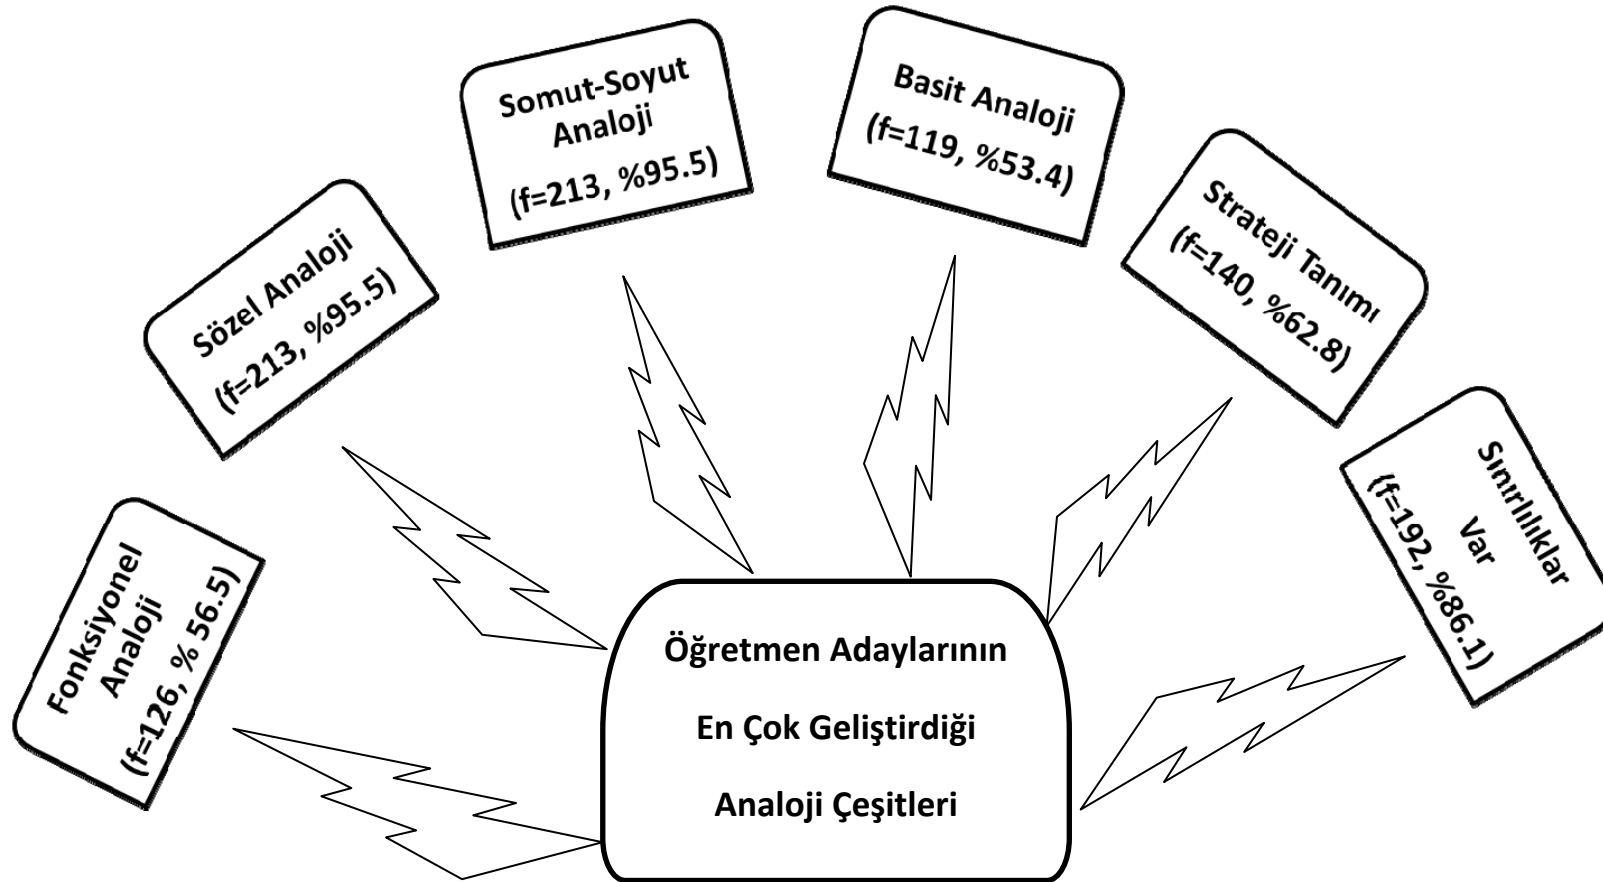 Fonksiyonel
Analoji
(f=126, % 56.5)
Sözel Analoji
(f=213, %95.5)
Somut-Soyut
Analoji
(f=213, %95.5)
Basit Analoji
(f=119, %53.4)
Strateji Tanımı
(f=140, %62.8)
Sınırlılıklar
Var
(f=192, %86.1)
Öğretmen Adaylarının
En Çok Geliştirdiği
Analoji Çeşitleri